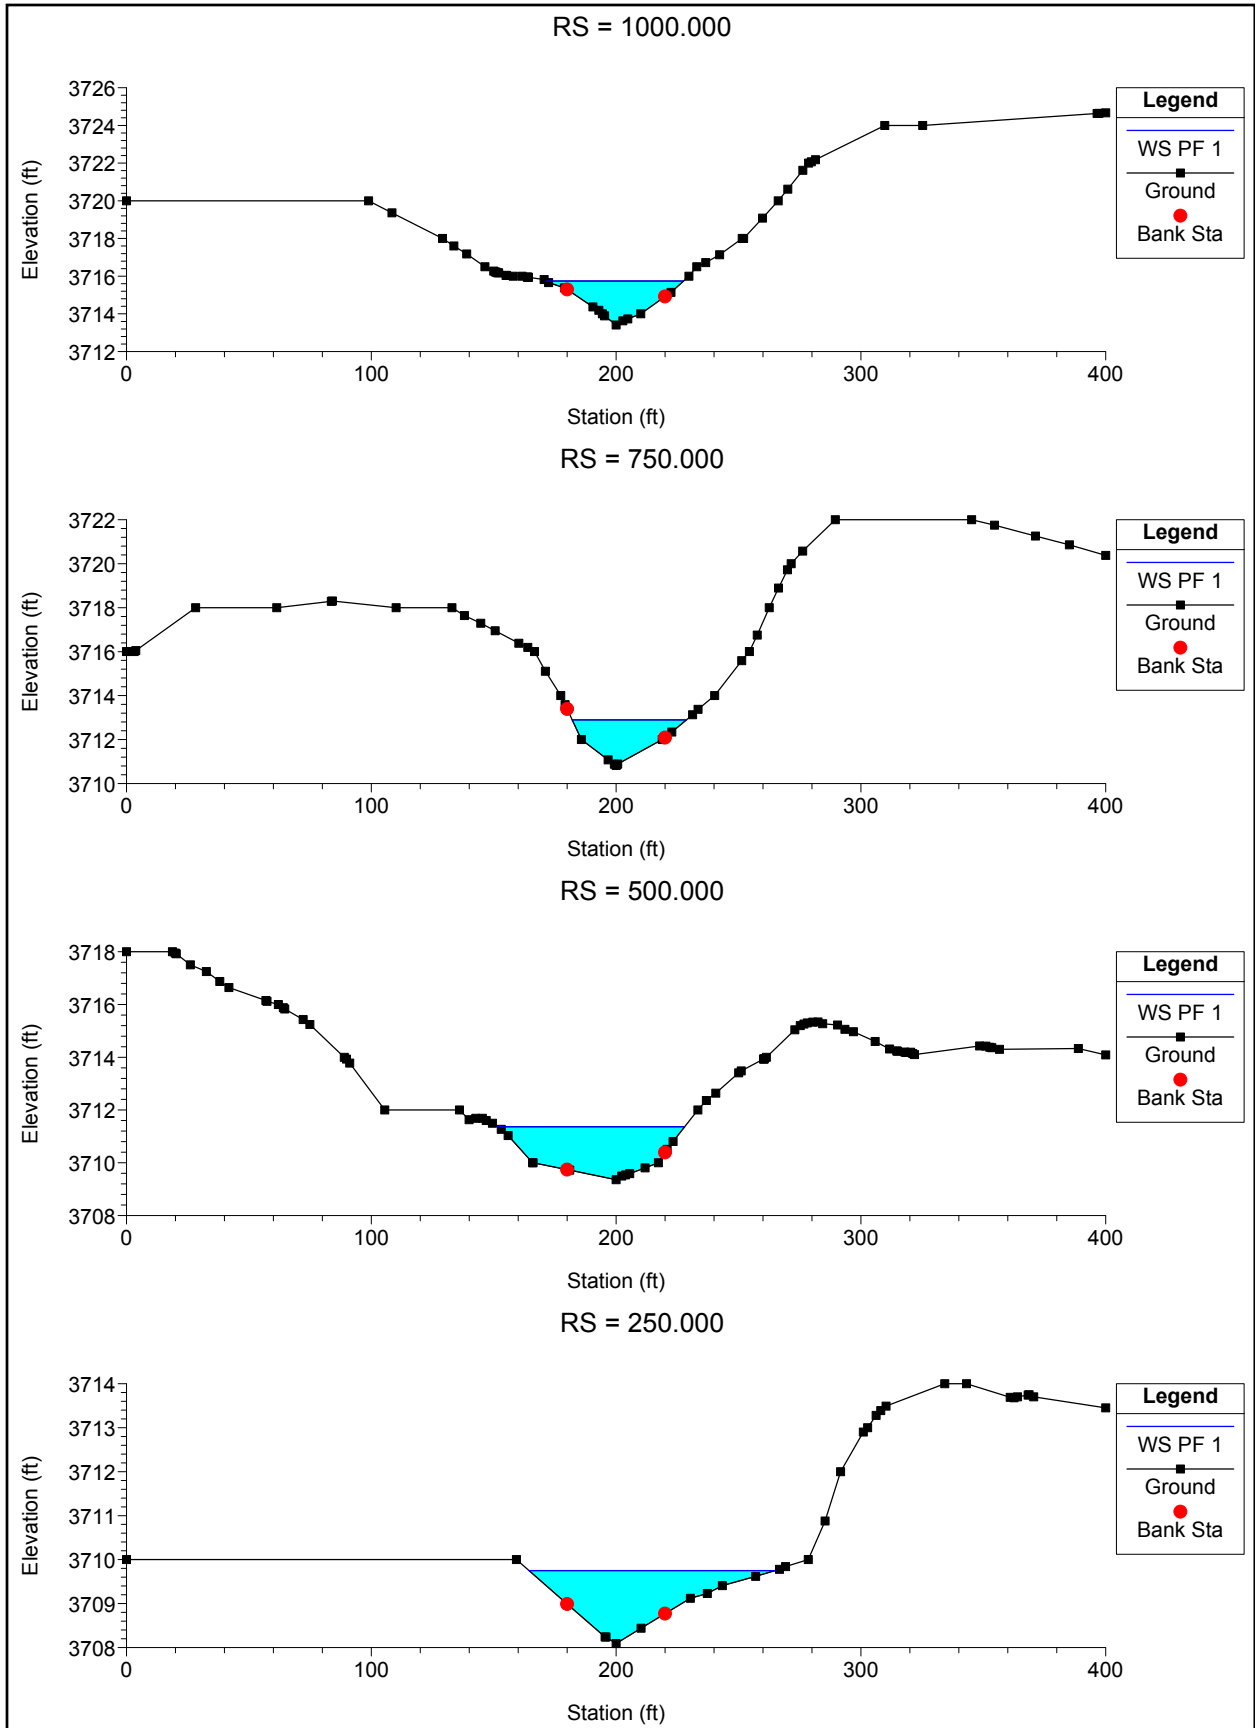 RS = 1000.000
3726
3724
3722
3720
3718
3716
3714
3712
Elevation (ft)
0 100 200 300 400
Station (ft)
Legend
WS PF 1
Ground
Bank Sta
RS = 750.000
3722
3720
3718
3716
3714
3712
3710
Elevation (ft)
0 100 200 300 400
Station (ft)
Legend
WS PF 1
Ground
Bank Sta
RS = 500.000
3718
3716
3714
3712
3710
3708
Elevation (ft)
0 100 200 300 400
Station (ft)
Legend
WS PF 1
Ground
Bank Sta
RS = 250.000
3714
3713
3712
3711
3710
3709
3708
Elevation (ft)
0 100 200 300 400
Station (ft)
Legend
WS PF 1
Ground
Bank Sta